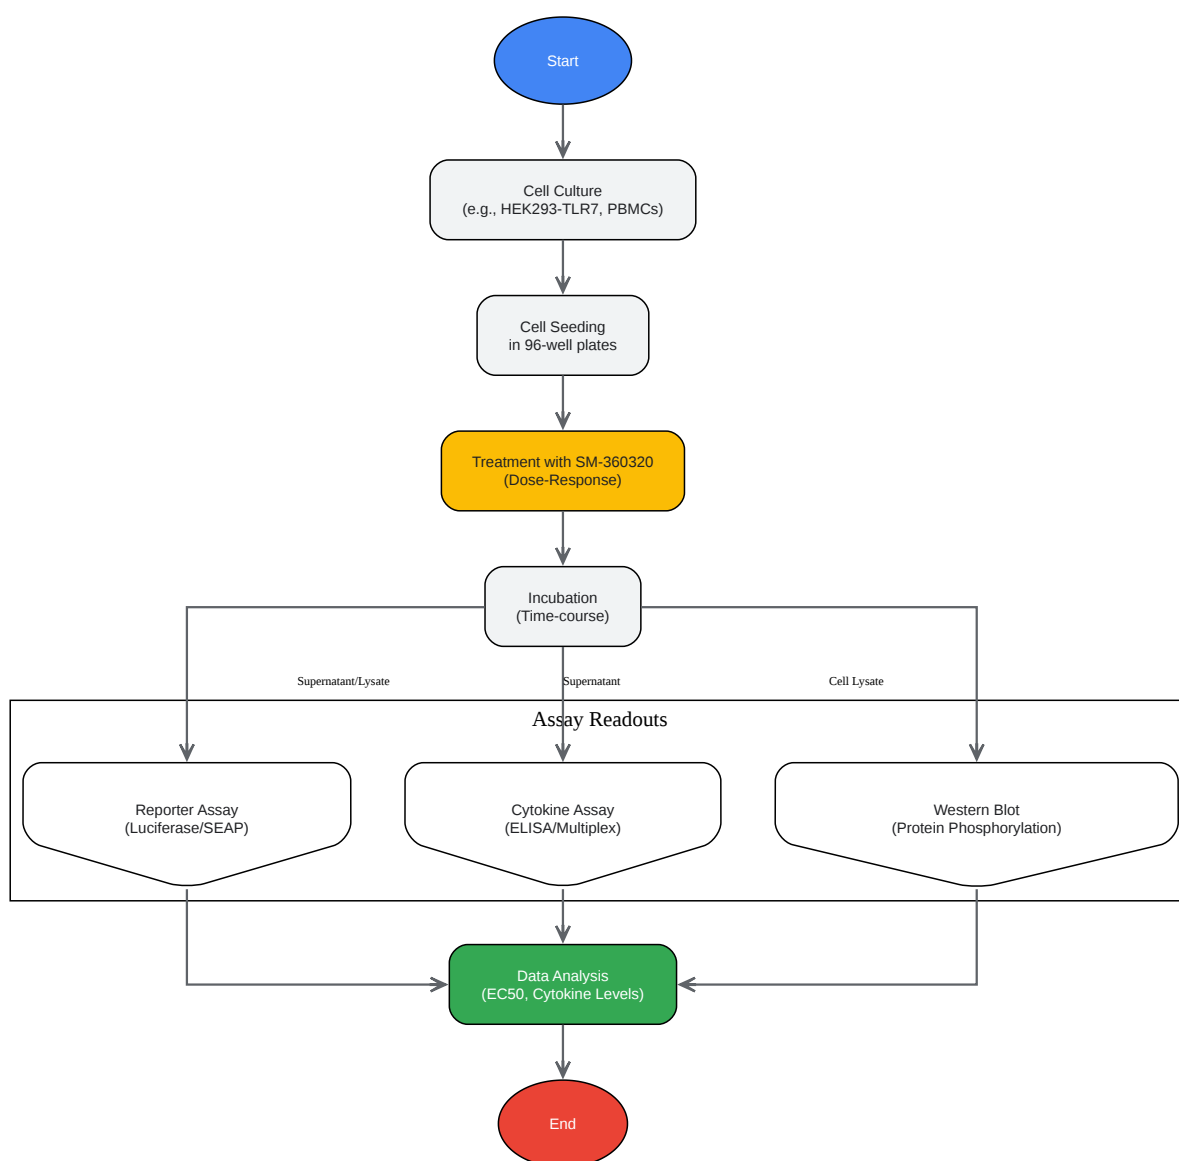 Start
Cell Culture
(e.g., HEK293-TLR7, PBMCs)
Cell Seeding
in 96-well plates
Treatment with SM-360320
(Dose-Response)
Incubation
(Time-course)
Supernatant/Lysate
Supernatant
Cell Lysate
Assay Readouts
Reporter Assay
(Luciferase/SEAP)
Cytokine Assay
(ELISA/Multiplex)
Western Blot
(Protein Phosphorylation)
Data Analysis
(EC50, Cytokine Levels)
End